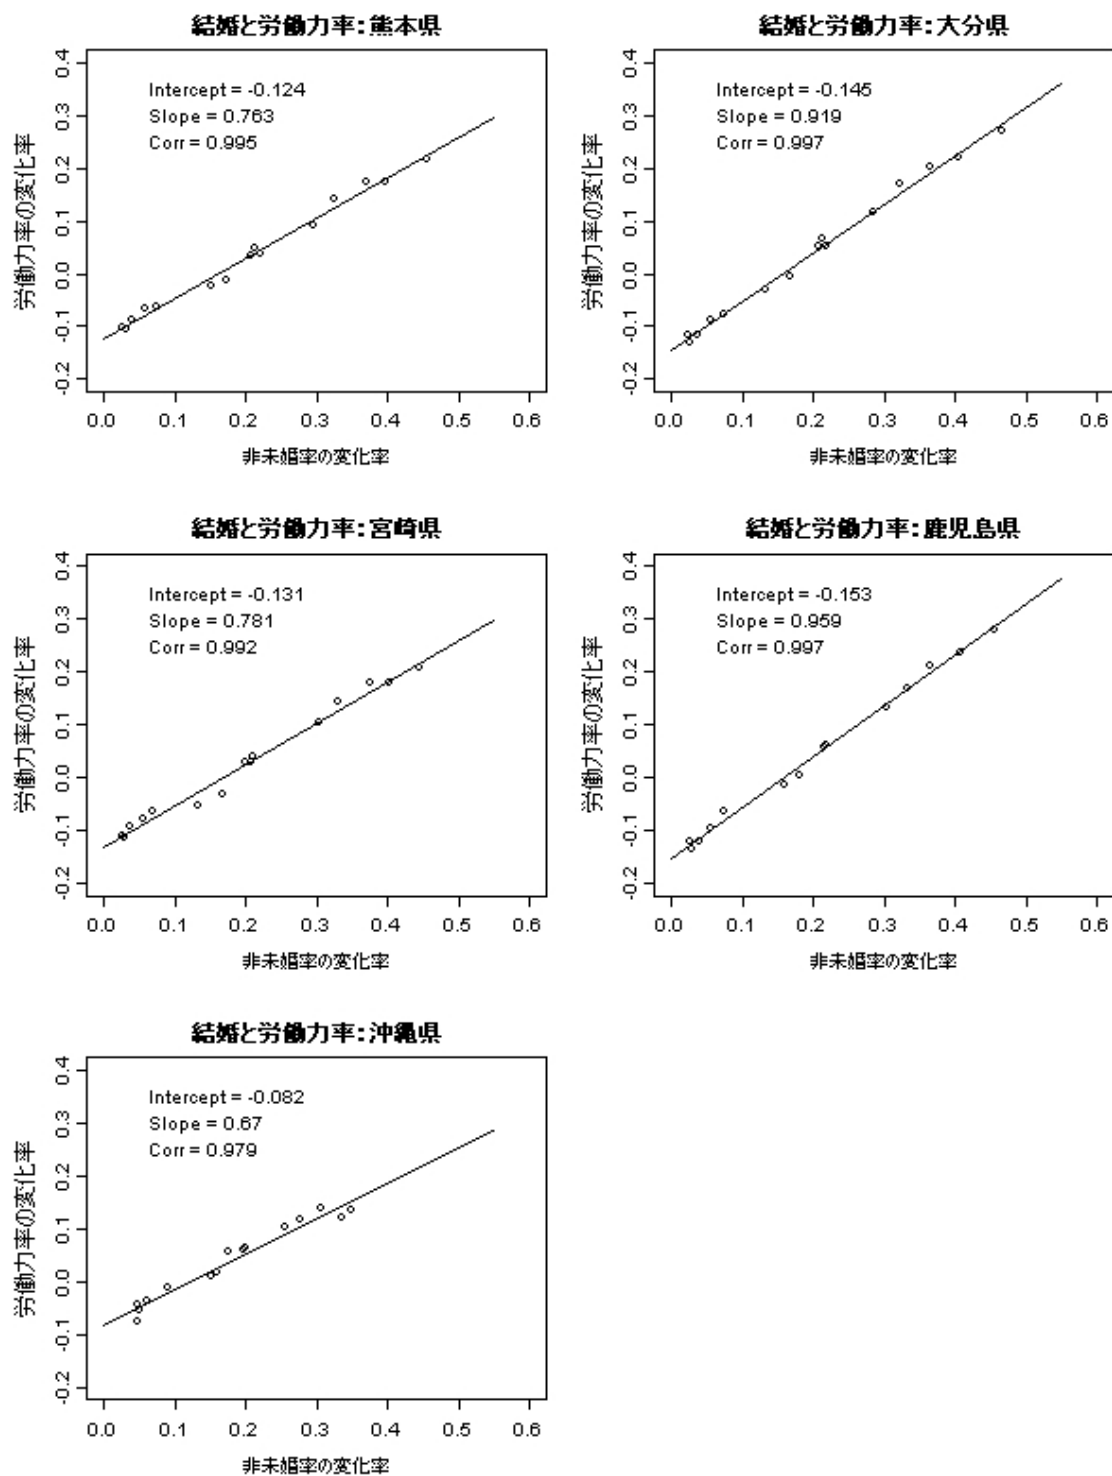 結婚と労働力率：熊本県
Intercept = -0.124
Slope = 0.763
Corr = 0.995
労働力率の変化率
0.4
0.3
0.2
0.1
0.0
-0.1
-0.2
0.0 0.1 0.2 0.3 0.4 0.5 0.6
非未婚率の変化率
結婚と労働力率：大分県
Intercept = -0.145
Slope = 0.919
Corr = 0.997
労働力率の変化率
0.4
0.3
0.2
0.1
0.0
-0.1
-0.2
0.0 0.1 0.2 0.3 0.4 0.5 0.6
非未婚率の変化率
結婚と労働力率：宮崎県
Intercept = -0.131
Slope = 0.781
Corr = 0.992
労働力率の変化率
0.4
0.3
0.2
0.1
0.0
-0.1
-0.2
0.0 0.1 0.2 0.3 0.4 0.5 0.6
非未婚率の変化率
結婚と労働力率：鹿児島県
Intercept = -0.153
Slope = 0.959
Corr = 0.997
労働力率の変化率
0.4
0.3
0.2
0.1
0.0
-0.1
-0.2
0.0 0.1 0.2 0.3 0.4 0.5 0.6
非未婚率の変化率
結婚と労働力率：沖縄県
Intercept = -0.082
Slope = 0.67
Corr = 0.979
労働力率の変化率
0.4
0.3
0.2
0.1
0.0
-0.1
-0.2
0.0 0.1 0.2 0.3 0.4 0.5 0.6
非未婚率の変化率